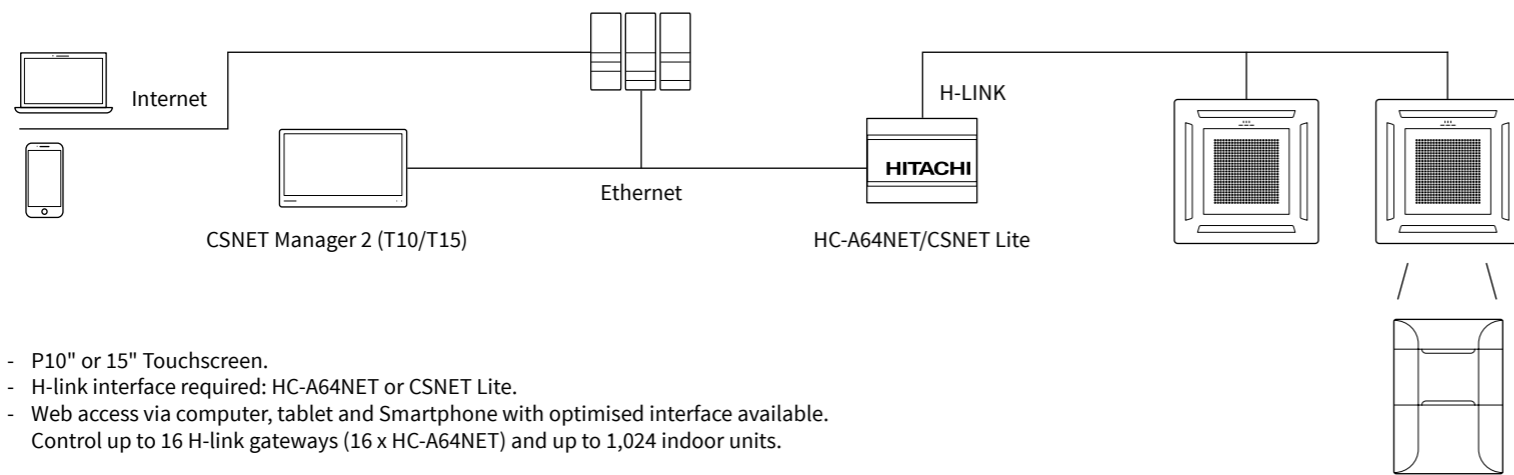 Internet
H-LINK
HITACHI
Ethernet
CSNET Manager 2 (T10/T15)
HC-A64NET/CSNET Lite
- P10" or 15" Touchscreen.
- H-link interface required: HC-A64NET or CSNET Lite.
- Web access via computer, tablet and Smartphone with optimised interface available.
Control up to 16 H-link gateways (16 x HC-A64NET) and up to 1,024 indoor units.